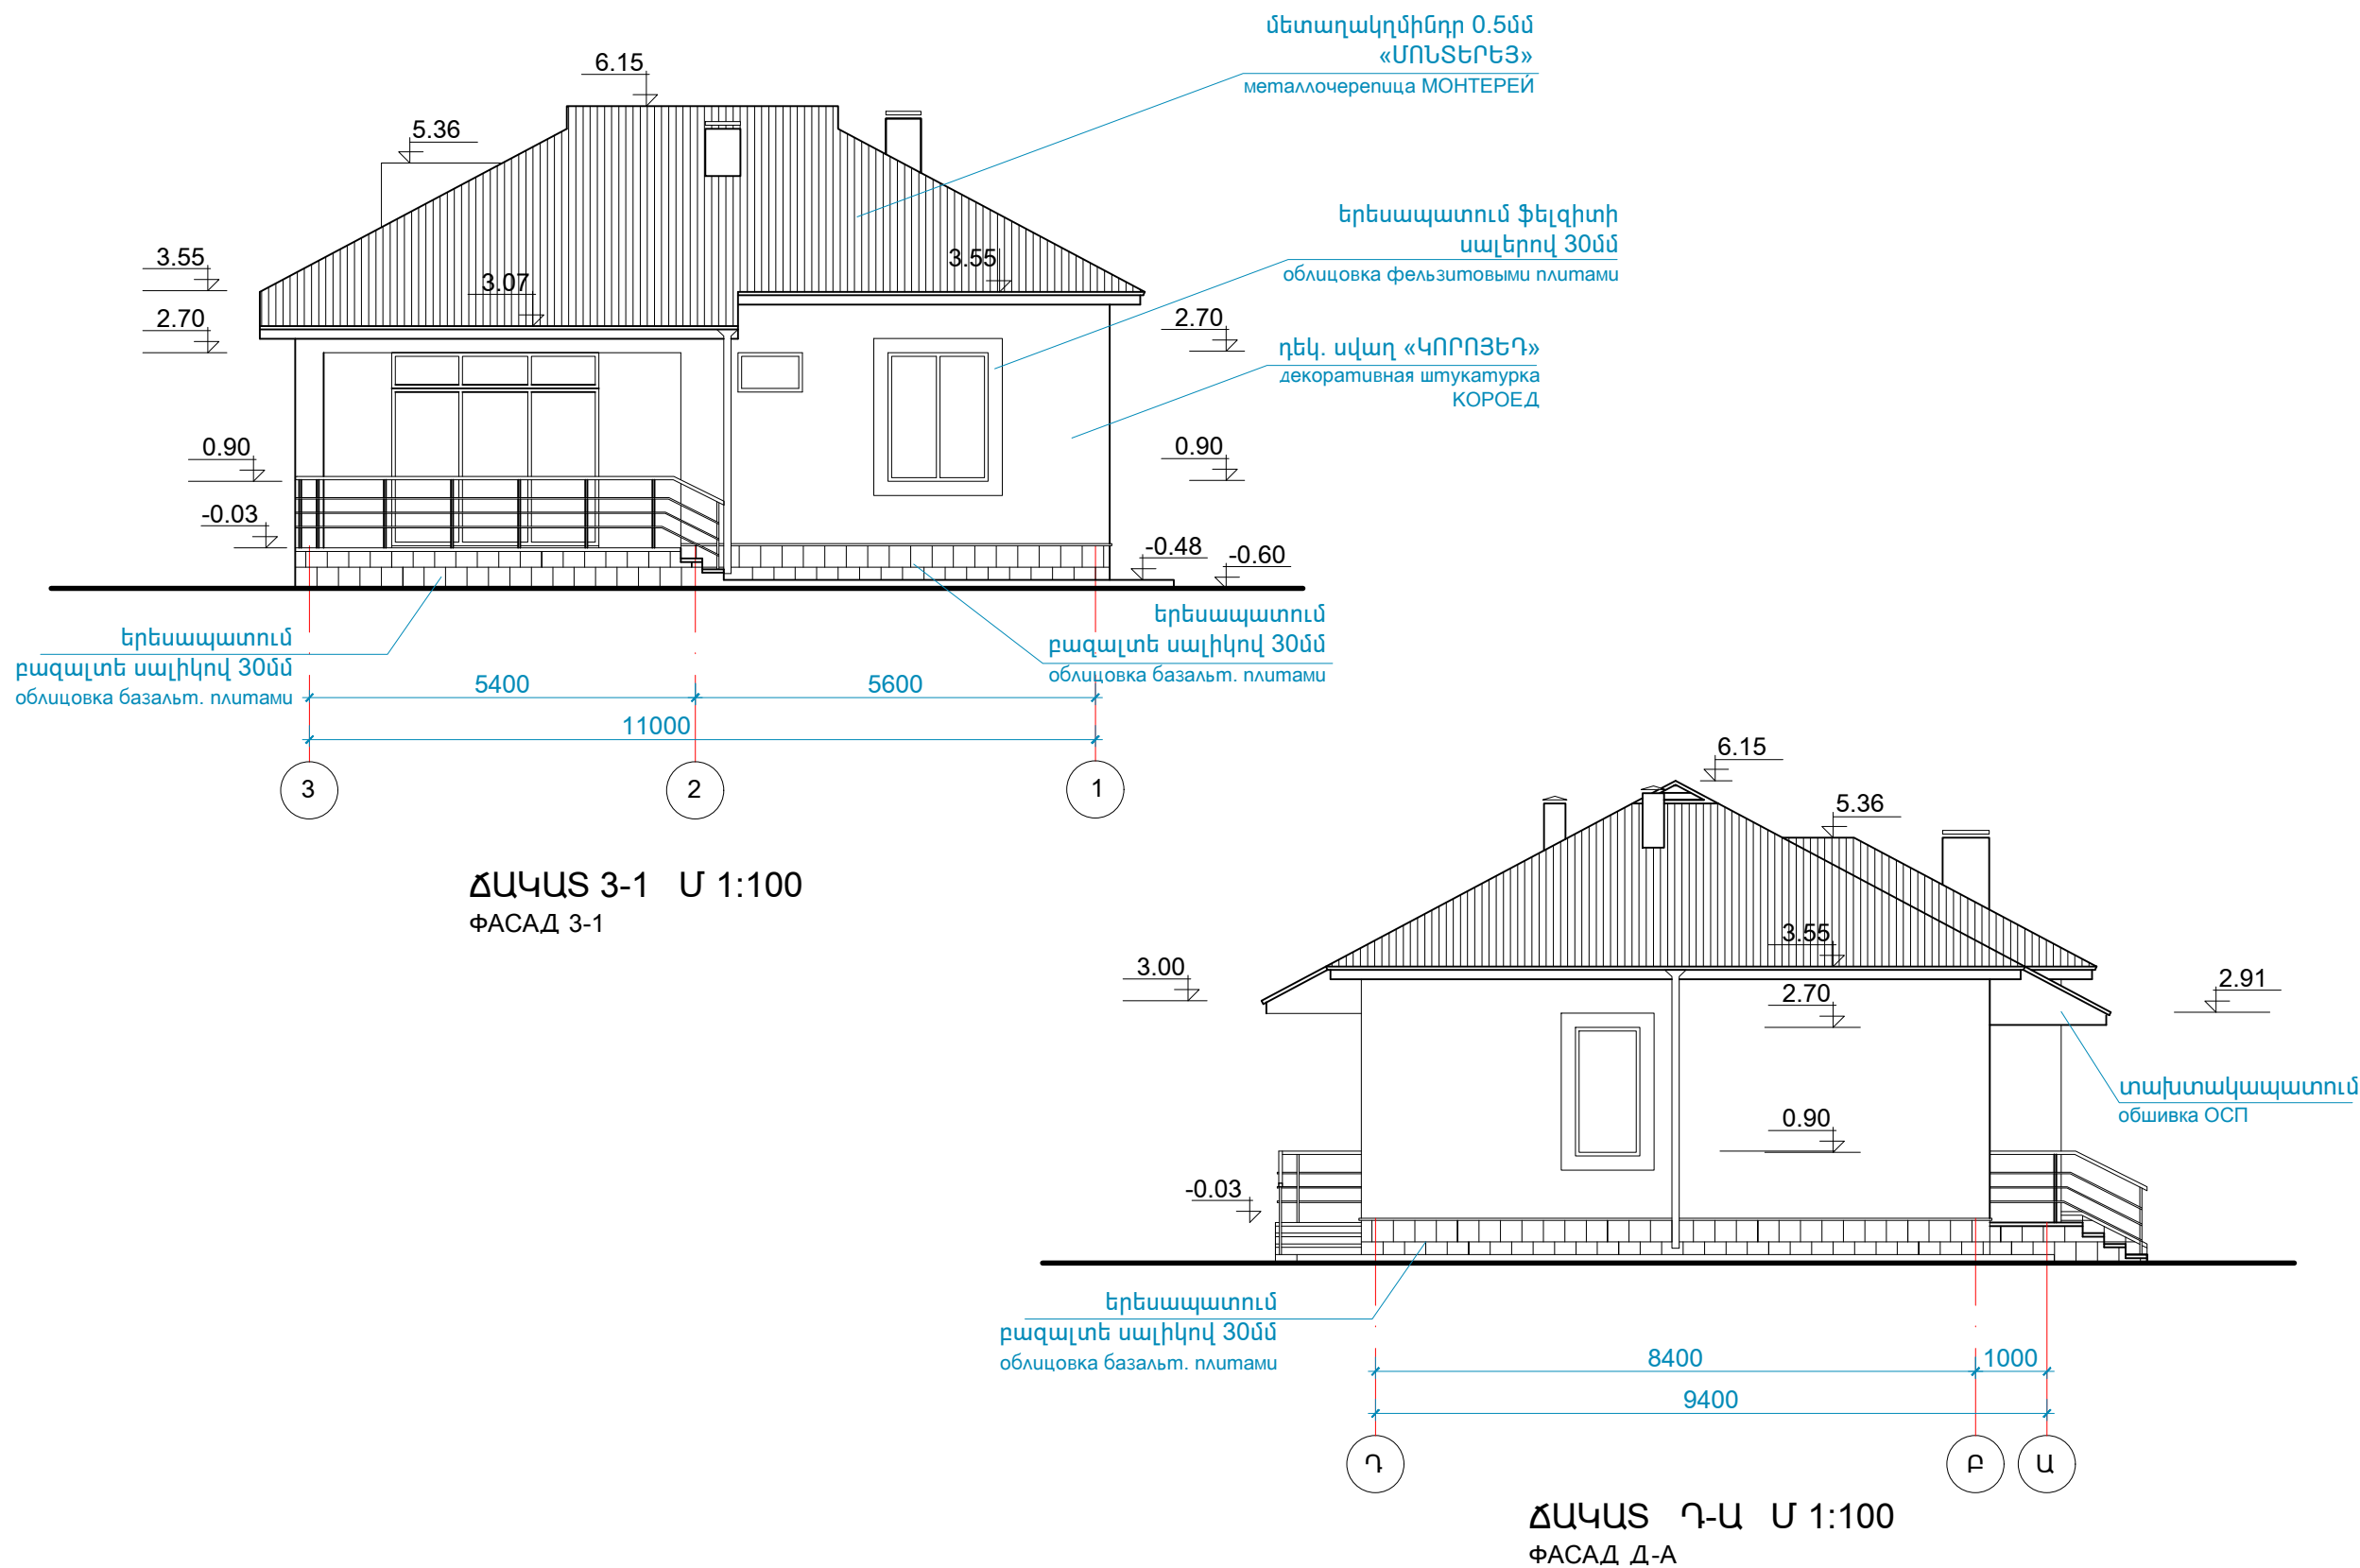 մետաղակղմինդր 0.5մմ
«ՄՈՆՏԵՐԵՅ»
металлочерепица МОНТЕРЕЙ
6.15
5.36
երեսապատում ֆելզիտի
սալերով 30մմ
облицовка фельзитовыми плитами
3.55
3.07
3.55
2.70
2.70
դեկ. սվաղ «ԿՈՐՈՅԵԴ»
декоративная штукатурка
КОРОЕД
0.90
0.90
-0.03
-0.48
-0.60
երեսապատում
բազալտե սալիկով 30մմ
облицовка базальт. плитами
երեսապատում
բազալտե սալիկով 30մմ
облицовка базальт. плитами
5400
5600
11000
3
2
1
ՃԱԿԱՏ 3-1 Մ 1:100
ФАСАД 3-1
6.15
5.36
3.55
3.00
2.91
2.70
տախտակապատում
обшивка ОСП
0.90
-0.03
երեսապատում
բազալտե սալիկով 30մմ
облицовка базальт. плитами
8400
1000
9400
Դ
Բ
Ա
ՃԱԿԱՏ Դ-Ա Մ 1:100
ФАСАД Д-А